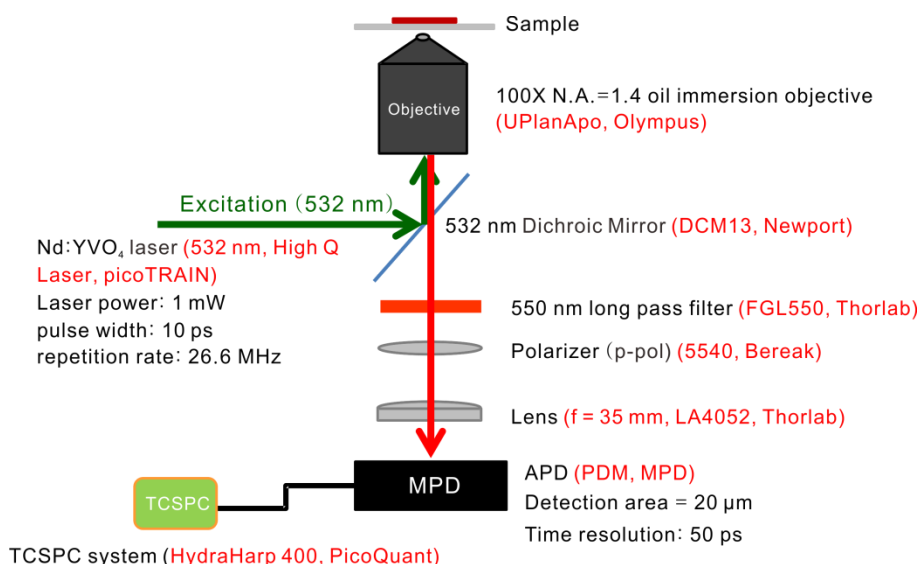 Sample
Objective
100X N.A.=1.4 oil immersion objective
(UPlanApo, Olympus)
Excitation (532 nm)
532 nm Dichroic Mirror (DCM13, Newport)
Nd:YVO₄ laser (532 nm, High Q
Laser, picoTRAIN)
Laser power: 1 mW
pulse width: 10 ps
repetition rate: 26.6 MHz
550 nm long pass filter (FGL550, Thorlab)
Polarizer (p-pol) (5540, Bereak)
Lens (f = 35 mm, LA4052, Thorlab)
MPD
APD (PDM, MPD)
Detection area = 20 μm
Time resolution: 50 ps
TCSPC
TCSPC system (HydraHarp 400, PicoQuant)